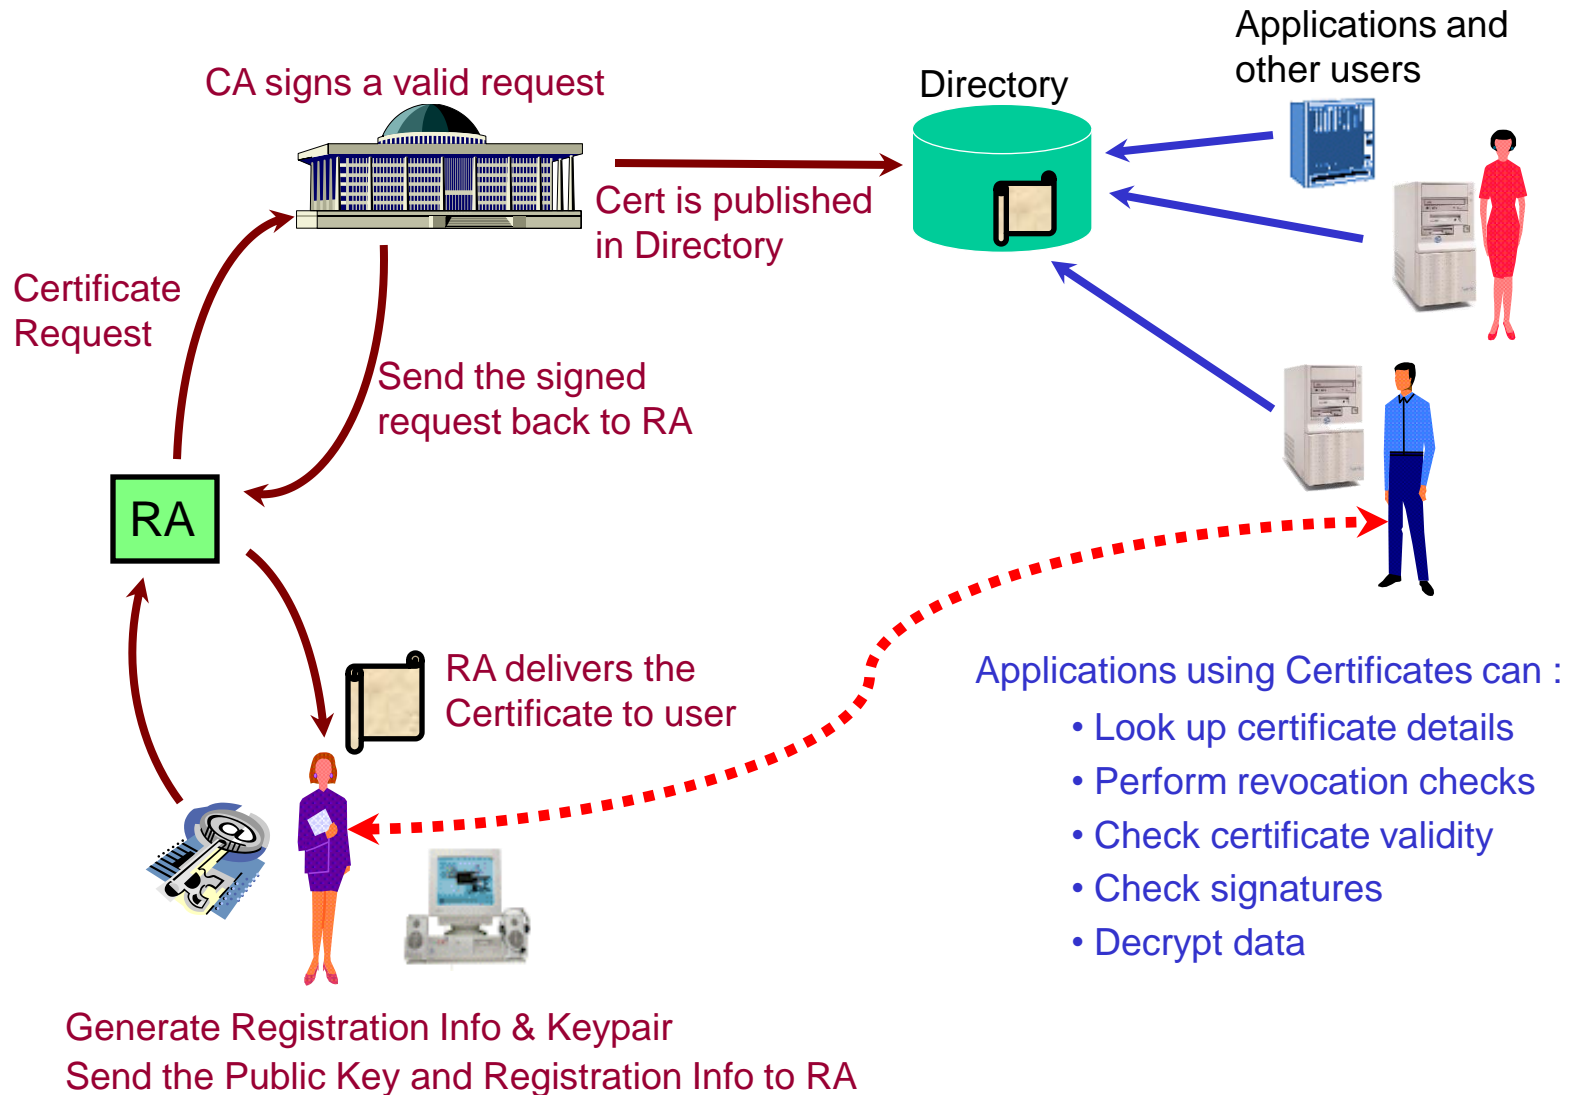 Applications and
other users
CA signs a valid request
Directory
Cert is published
in Directory
Certificate
Request
Send the signed
request back to RA
RA
RA delivers the
Certificate to user
@
Applications using Certificates can :
• Look up certificate details
• Perform revocation checks
• Check certificate validity
• Check signatures
• Decrypt data
Generate Registration Info & Keypair
Send the Public Key and Registration Info to RA